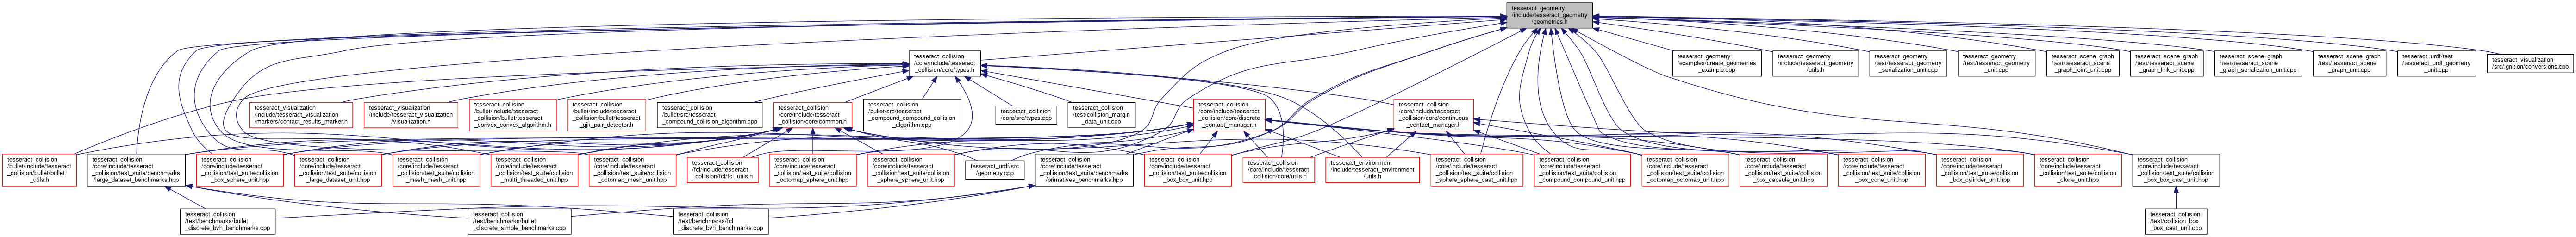 tesseract_geometry
/include/tesseract_geometry
/geometries.h
tesseract_collision
/core/include/tesseract
_collision/core/types.h
tesseract_geometry
/examples/create_geometries
_example.cpp
tesseract_geometry
/include/tesseract_geometry
/utils.h
tesseract_geometry
/test/tesseract_geometry
_serialization_unit.cpp
tesseract_geometry
/test/tesseract_geometry
_unit.cpp
tesseract_scene_graph
/test/tesseract_scene
_graph_joint_unit.cpp
tesseract_scene_graph
/test/tesseract_scene
_graph_link_unit.cpp
tesseract_scene_graph
/test/tesseract_scene
_graph_serialization_unit.cpp
tesseract_scene_graph
/test/tesseract_scene
_graph_unit.cpp
tesseract_urdf/test
/tesseract_urdf_geometry
_unit.cpp
tesseract_visualization
/src/ignition/conversions.cpp
tesseract_visualization
/include/tesseract_visualization
/markers/contact_results_marker.h
tesseract_visualization
/include/tesseract_visualization
/visualization.h
tesseract_collision
/bullet/include/tesseract
_collision/bullet/tesseract
_convex_convex_algorithm.h
tesseract_collision
/bullet/include/tesseract
_collision/bullet/tesseract
_gjk_pair_detector.h
tesseract_collision
/bullet/src/tesseract
_compound_collision_algorithm.cpp
tesseract_collision
/core/include/tesseract
_collision/core/common.h
tesseract_collision
/bullet/src/tesseract
_compound_compound_collision
_algorithm.cpp
tesseract_collision
/core/src/types.cpp
tesseract_collision
/test/collision_margin
_data_unit.cpp
tesseract_collision
/core/include/tesseract
_collision/core/discrete
_contact_manager.h
tesseract_collision
/core/include/tesseract
_collision/core/continuous
_contact_manager.h
tesseract_collision
/bullet/include/tesseract
_collision/bullet/bullet
_utils.h
tesseract_collision
/core/include/tesseract
_collision/test_suite/benchmarks
/large_dataset_benchmarks.hpp
tesseract_collision
/core/include/tesseract
_collision/test_suite/collision
_box_sphere_unit.hpp
tesseract_collision
/core/include/tesseract
_collision/test_suite/collision
_large_dataset_unit.hpp
tesseract_collision
/core/include/tesseract
_collision/test_suite/collision
_mesh_mesh_unit.hpp
tesseract_collision
/core/include/tesseract
_collision/test_suite/collision
_multi_threaded_unit.hpp
tesseract_collision
/core/include/tesseract
_collision/test_suite/collision
_octomap_mesh_unit.hpp
tesseract_collision
/fcl/include/tesseract
_collision/fcl/fcl_utils.h
tesseract_collision
/core/include/tesseract
_collision/test_suite/collision
_octomap_sphere_unit.hpp
tesseract_collision
/core/include/tesseract
_collision/test_suite/collision
_sphere_sphere_unit.hpp
tesseract_urdf/src
/geometry.cpp
tesseract_collision
/core/include/tesseract
_collision/test_suite/benchmarks
/primatives_benchmarks.hpp
tesseract_collision
/core/include/tesseract
_collision/test_suite/collision
_box_box_unit.hpp
tesseract_collision
/core/include/tesseract
_collision/core/utils.h
tesseract_environment
/include/tesseract_environment
/utils.h
tesseract_collision
/core/include/tesseract
_collision/test_suite/collision
_sphere_sphere_cast_unit.hpp
tesseract_collision
/core/include/tesseract
_collision/test_suite/collision
_compound_compound_unit.hpp
tesseract_collision
/core/include/tesseract
_collision/test_suite/collision
_octomap_octomap_unit.hpp
tesseract_collision
/core/include/tesseract
_collision/test_suite/collision
_box_capsule_unit.hpp
tesseract_collision
/core/include/tesseract
_collision/test_suite/collision
_box_cone_unit.hpp
tesseract_collision
/core/include/tesseract
_collision/test_suite/collision
_box_cylinder_unit.hpp
tesseract_collision
/core/include/tesseract
_collision/test_suite/collision
_clone_unit.hpp
tesseract_collision
/core/include/tesseract
_collision/test_suite/collision
_box_box_cast_unit.hpp
tesseract_collision
/test/benchmarks/bullet
_discrete_bvh_benchmarks.cpp
tesseract_collision
/test/benchmarks/bullet
_discrete_simple_benchmarks.cpp
tesseract_collision
/test/benchmarks/fcl
_discrete_bvh_benchmarks.cpp
tesseract_collision
/test/collision_box
_box_cast_unit.cpp